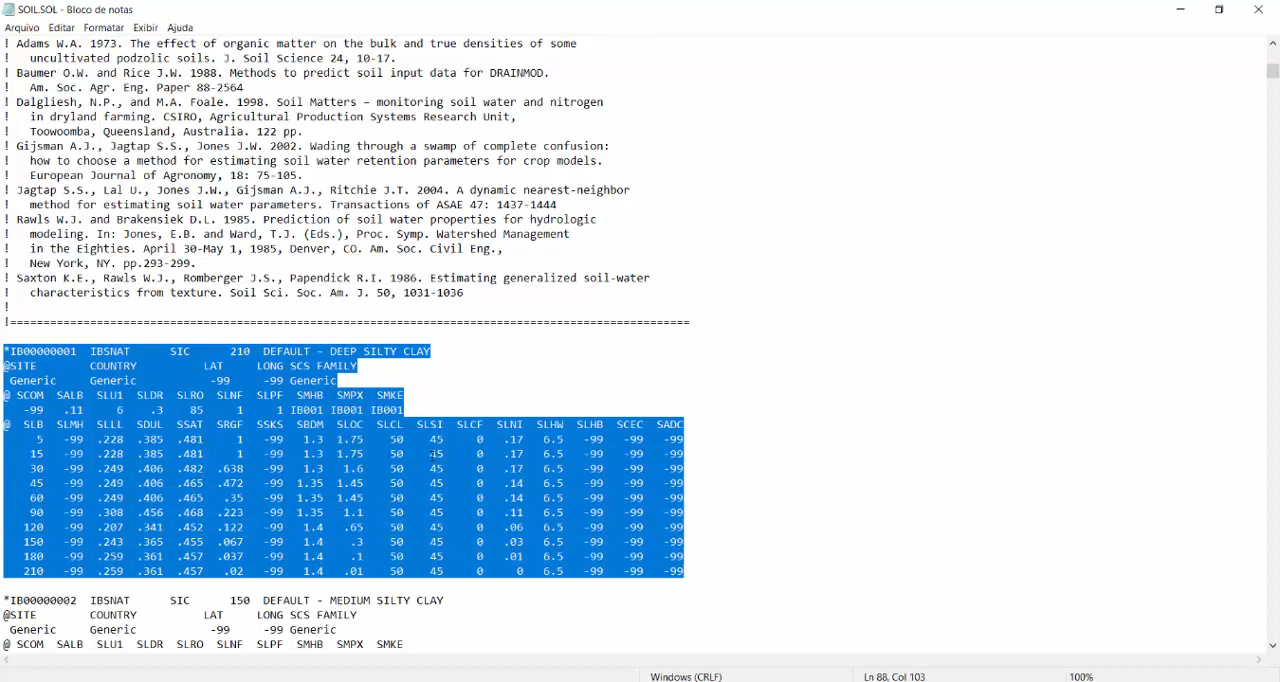 SOIL.SOL - Bloco de notas
Arquivo Editar Formatar Exibir Ajuda
! Adams W.A. 1973. The effect of organic matter on the bulk and true densities of some
! uncultivated podzolic soils. J. Soil Science 24, 10-17.
! Baumer O.W. and Rice J.W. 1988. Methods to predict soil input data for DRAINMOD.
! Am. Soc. Agr. Eng. Paper 88-2564
! Dalgliesh, N.P., and M.A. Foale. 1998. Soil Matters – monitoring soil water and nitrogen
! in dryland farming. CSIRO, Agricultural Production Systems Research Unit,
! Toowoomba, Queensland, Australia. 122 pp.
! Gijsman A.J., Jagtap S.S., Jones J.W. 2002. Wading through a swamp of complete confusion:
! how to choose a method for estimating soil water retention parameters for crop models.
! European Journal of Agronomy, 18: 75-105.
! Jagtap S.S., Lal U., Jones J.W., Gijsman A.J., Ritchie J.T. 2004. A dynamic nearest-neighbor
! method for estimating soil water parameters. Transactions of ASAE 47: 1437-1444
! Rawls W.J. and Brakensiek D.L. 1985. Prediction of soil water properties for hydrologic
! modeling. In: Jones, E.B. and Ward, T.J. (Eds.), Proc. Symp. Watershed Management
! in the Eighties. April 30-May 1, 1985, Denver, CO. Am. Soc. Civil Eng.,
! New York, NY. pp.293-299.
! Saxton K.E., Rawls W.J., Romberger J.S., Papendick R.I. 1986. Estimating generalized soil-water
! characteristics from texture. Soil Sci. Soc. Am. J. 50, 1031-1036
!
!=====================================================================================================
*IB00000001 IBSNAT SIC 210 DEFAULT - DEEP SILTY CLAY
@SITE COUNTRY LAT LONG SCS FAMILY
Generic Generic -99 -99 Generic
@ SCOM SALB SLU1 SLDR SLRO SLNF SLPF SMHB SMPX SMKE
-99 .11 6 .3 85 1 1 IB001 IB001 IB001
@ SLB SLMH SLLL SDUL SSAT SRGF SSKS SBDM SLOC SLCL SLSI SLCF SLNI SLHW SLHB SCEC SADC
5 -99 .228 .385 .481 1 -99 1.3 1.75 50 45 0 .17 6.5 -99 -99 -99
15 -99 .228 .385 .481 1 -99 1.3 1.75 50 45 0 .17 6.5 -99 -99 -99
30 -99 .249 .406 .482 .638 -99 1.3 1.6 50 45 0 .17 6.5 -99 -99 -99
45 -99 .249 .406 .465 .472 -99 1.35 1.45 50 45 0 .14 6.5 -99 -99 -99
60 -99 .249 .406 .465 .35 -99 1.35 1.45 50 45 0 .14 6.5 -99 -99 -99
90 -99 .308 .456 .468 .223 -99 1.35 1.1 50 45 0 .11 6.5 -99 -99 -99
120 -99 .207 .341 .452 .122 -99 1.4 .65 50 45 0 .06 6.5 -99 -99 -99
150 -99 .243 .365 .455 .067 -99 1.4 .3 50 45 0 .03 6.5 -99 -99 -99
180 -99 .259 .361 .457 .037 -99 1.4 .1 50 45 0 .01 6.5 -99 -99 -99
210 -99 .259 .361 .457 .02 -99 1.4 .01 50 45 0 0 6.5 -99 -99 -99
*IB00000002 IBSNAT SIC 150 DEFAULT - MEDIUM SILTY CLAY
@SITE COUNTRY LAT LONG SCS FAMILY
Generic Generic -99 -99 Generic
@ SCOM SALB SLU1 SLDR SLRO SLNF SLPF SMHB SMPX SMKE
Windows (CRLF) Ln 88, Col 103 100%